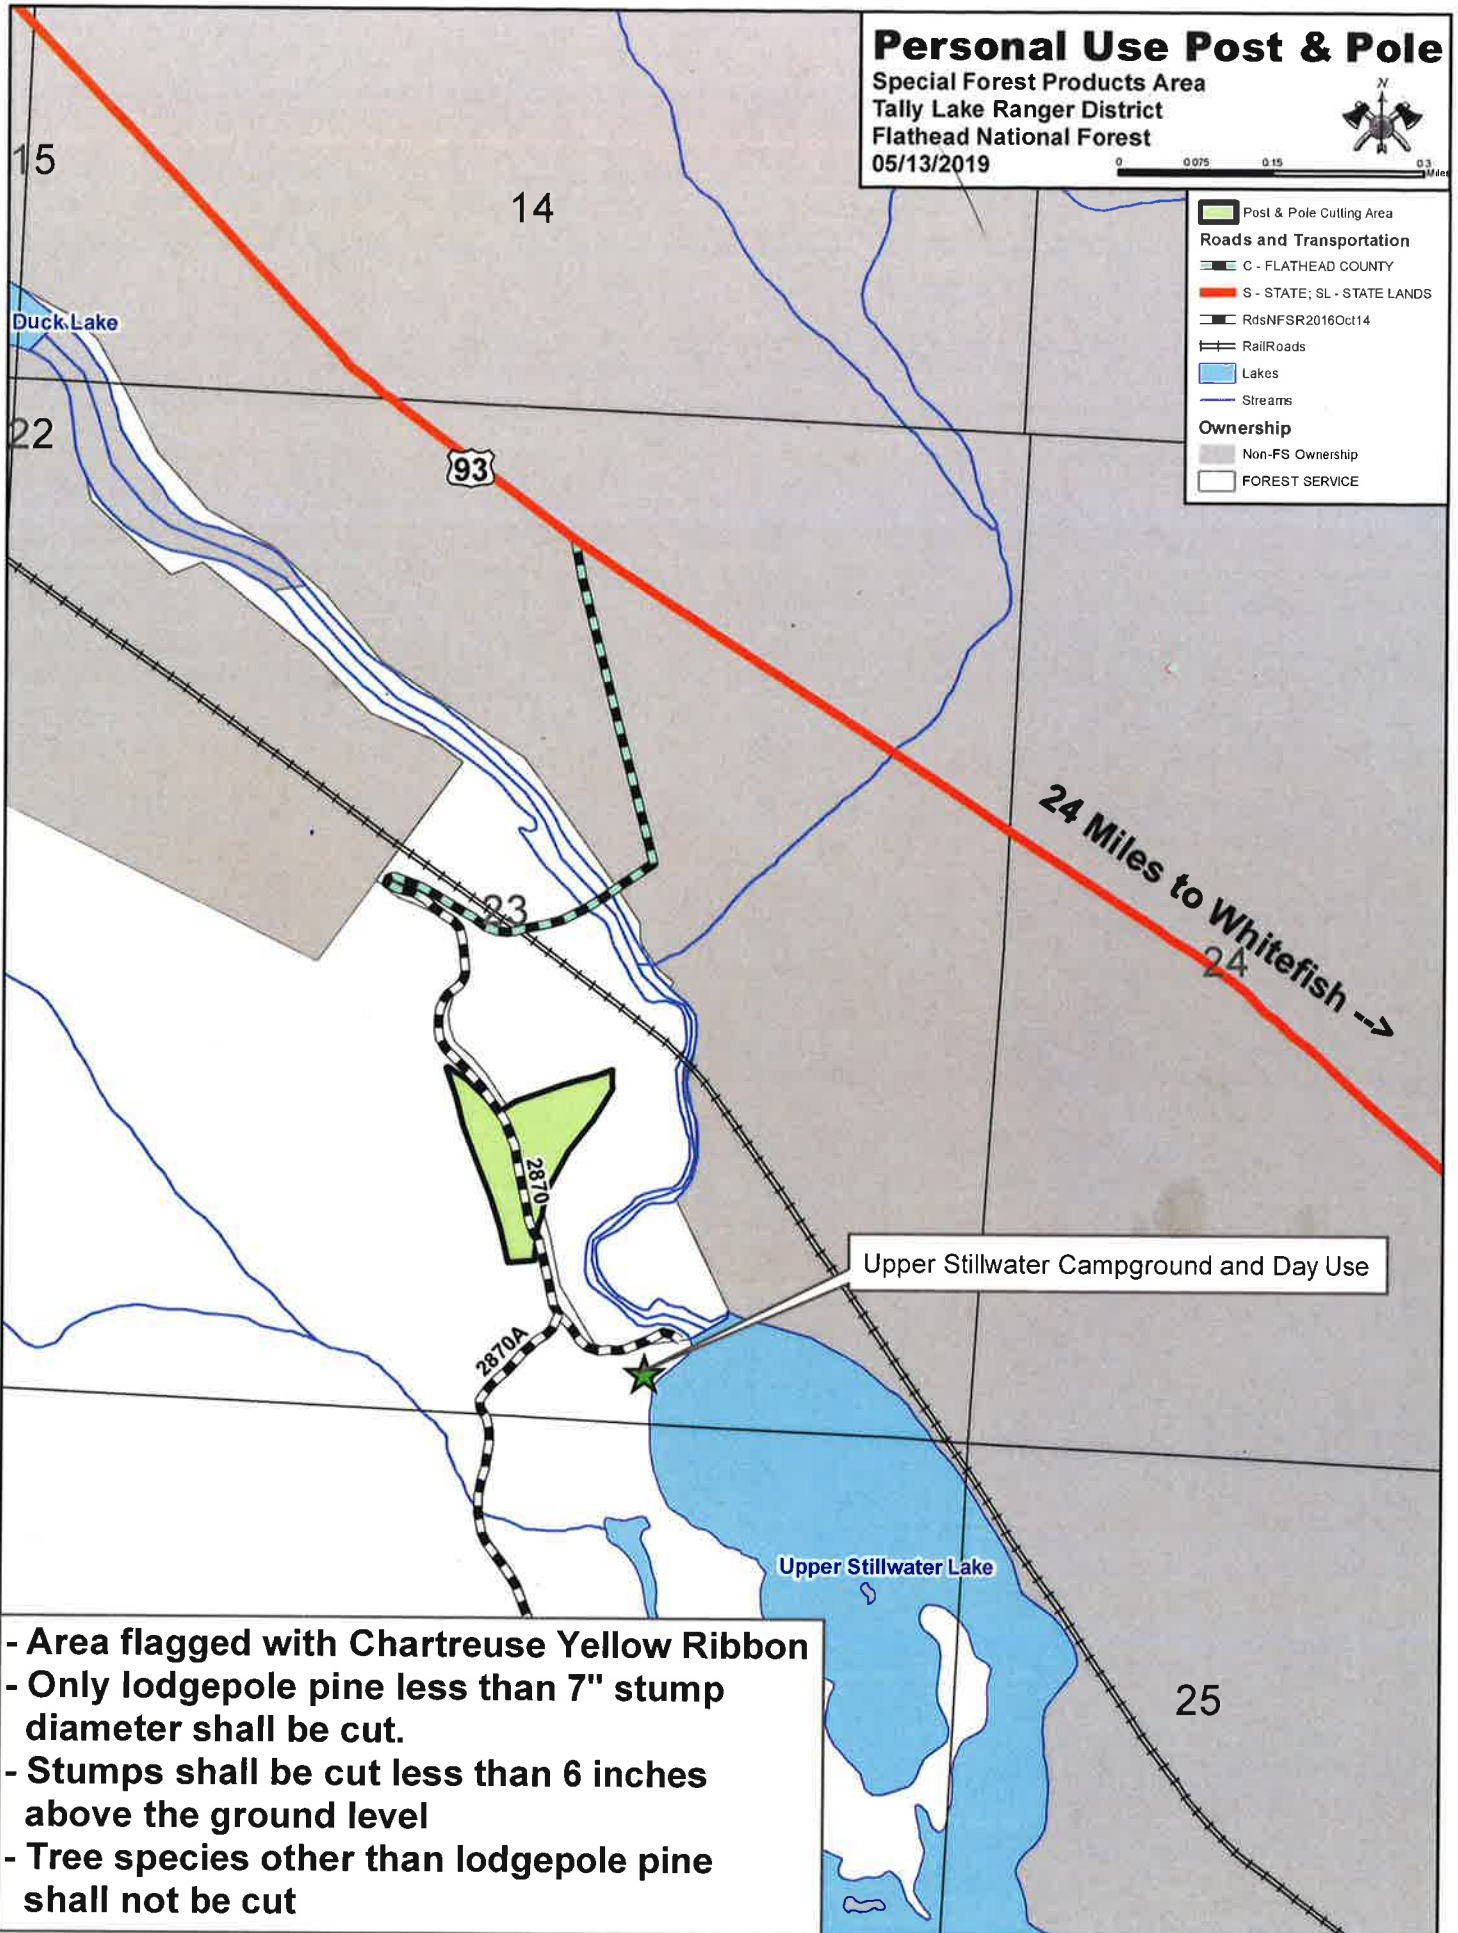 Personal Use Post & Pole
Special Forest Products Area
Tally Lake Ranger District
Flathead National Forest
05/13/2019
N
0 0.075 0.15 0.3
Miles
Post & Pole Cutting Area
Roads and Transportation
C - FLATHEAD COUNTY
S - STATE; SL - STATE LANDS
RdsNFSR2016Oct14
RailRoads
Lakes
Streams
Ownership
Non-FS Ownership
FOREST SERVICE
15
14
Duck Lake
22
93
24 Miles to Whitefish -->
23
24
2870
Upper Stillwater Campground and Day Use
2870A
Upper Stillwater Lake
25
- Area flagged with Chartreuse Yellow Ribbon
- Only lodgepole pine less than 7" stump
diameter shall be cut.
- Stumps shall be cut less than 6 inches
above the ground level
- Tree species other than lodgepole pine
shall not be cut